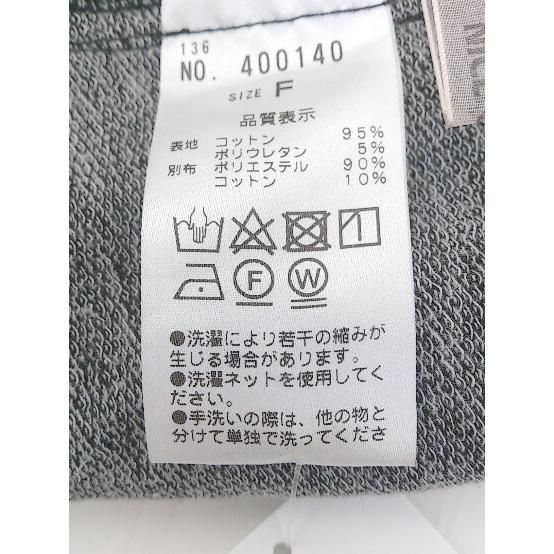 136
NO. 400140
SIZE F
品質表示
表地 コットン 95%
ポリウレタン 5%
別布 ポリエステル 90%
コットン 10%
F W
●洗濯により若干の縮みが
生じる場合があります。
●洗濯ネットを使用してく
ださい。
●手洗いの際は、他の物と
分けて単独で洗ってくださ